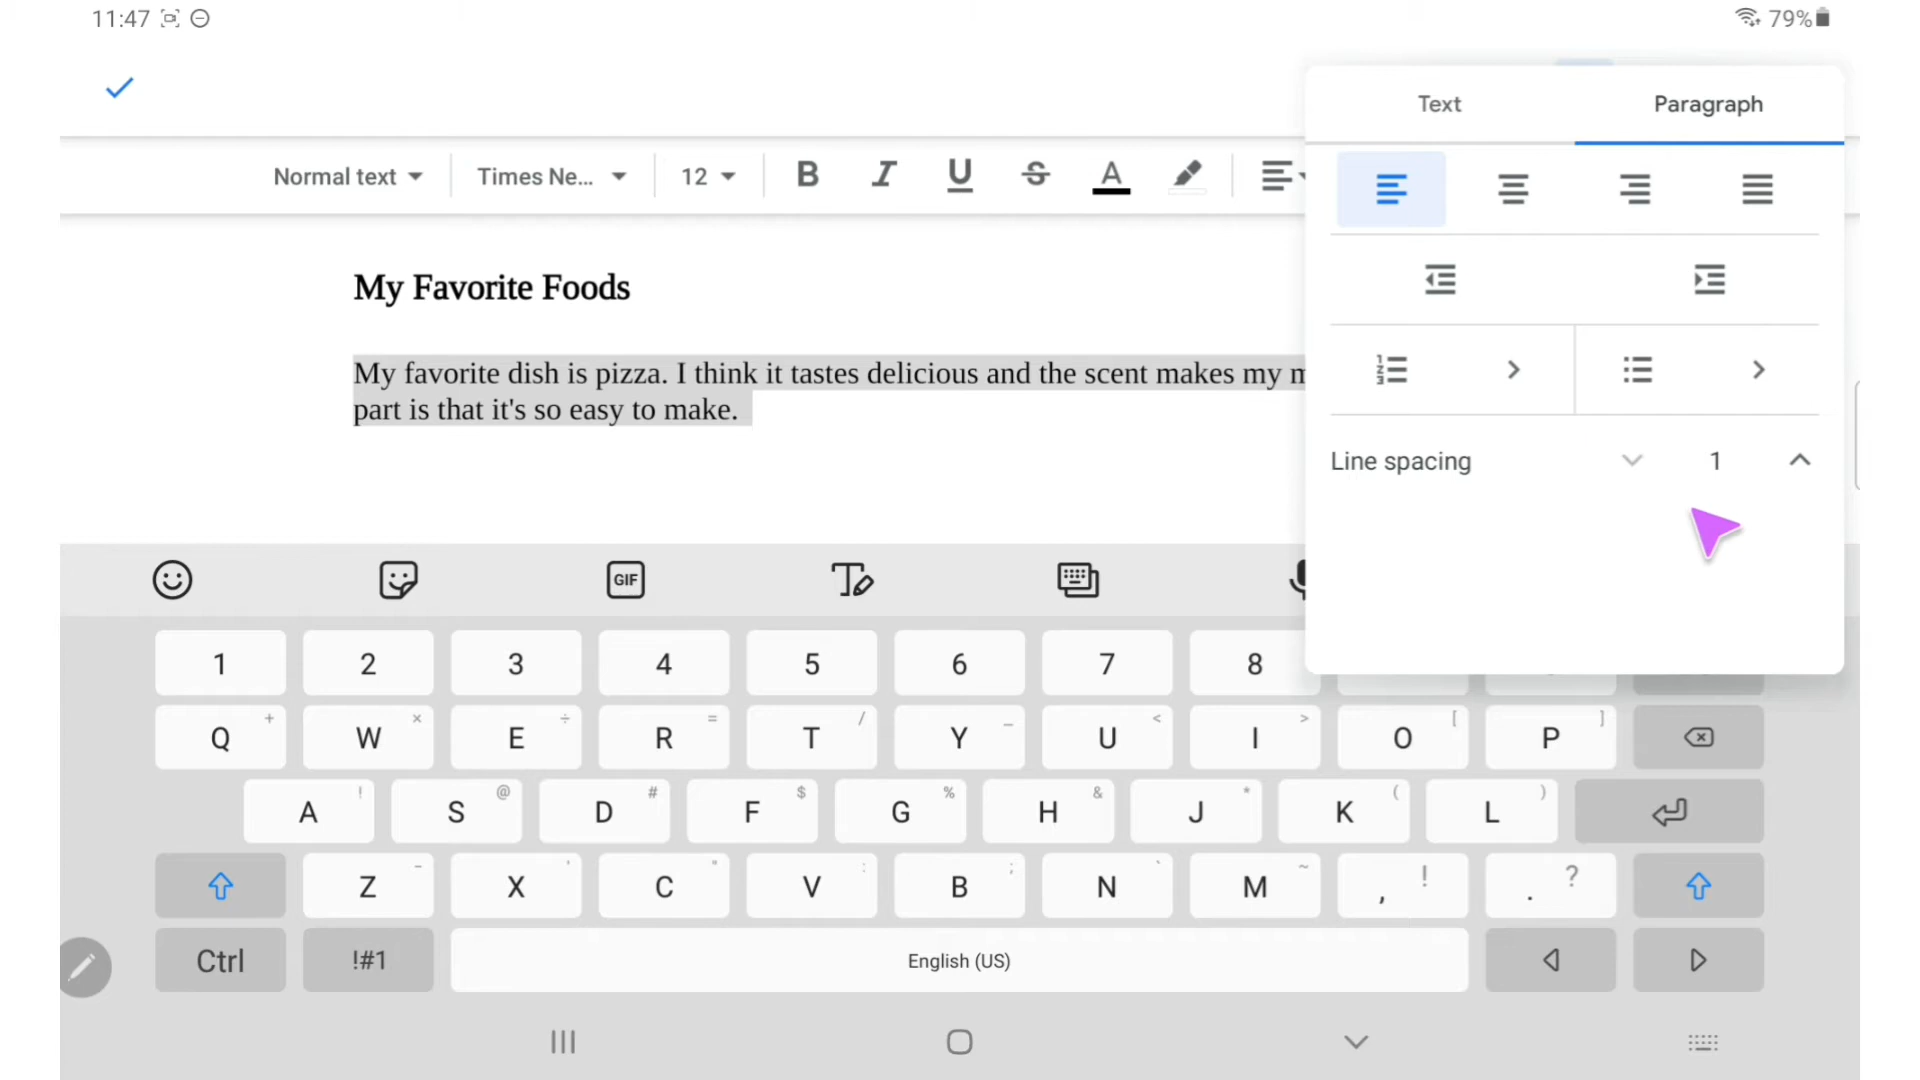 11:47
79%
Text
Paragraph
Normal text
Times Ne...
12
B
I
U
S
A
My Favorite Foods
My favorite dish is pizza. I think it tastes delicious and the scent makes my
part is that it's so easy to make.
Line spacing
1
GIF
1 2 3 4 5 6 7 8
Q + W × E ÷ R = T / Y _ U < I > O [ P ]
A ! S @ D # F $ G % H & J * K ( L )
Z - X ' C " V : B ; N ` M ~ , ! . ?
Ctrl
!#1
English (US)